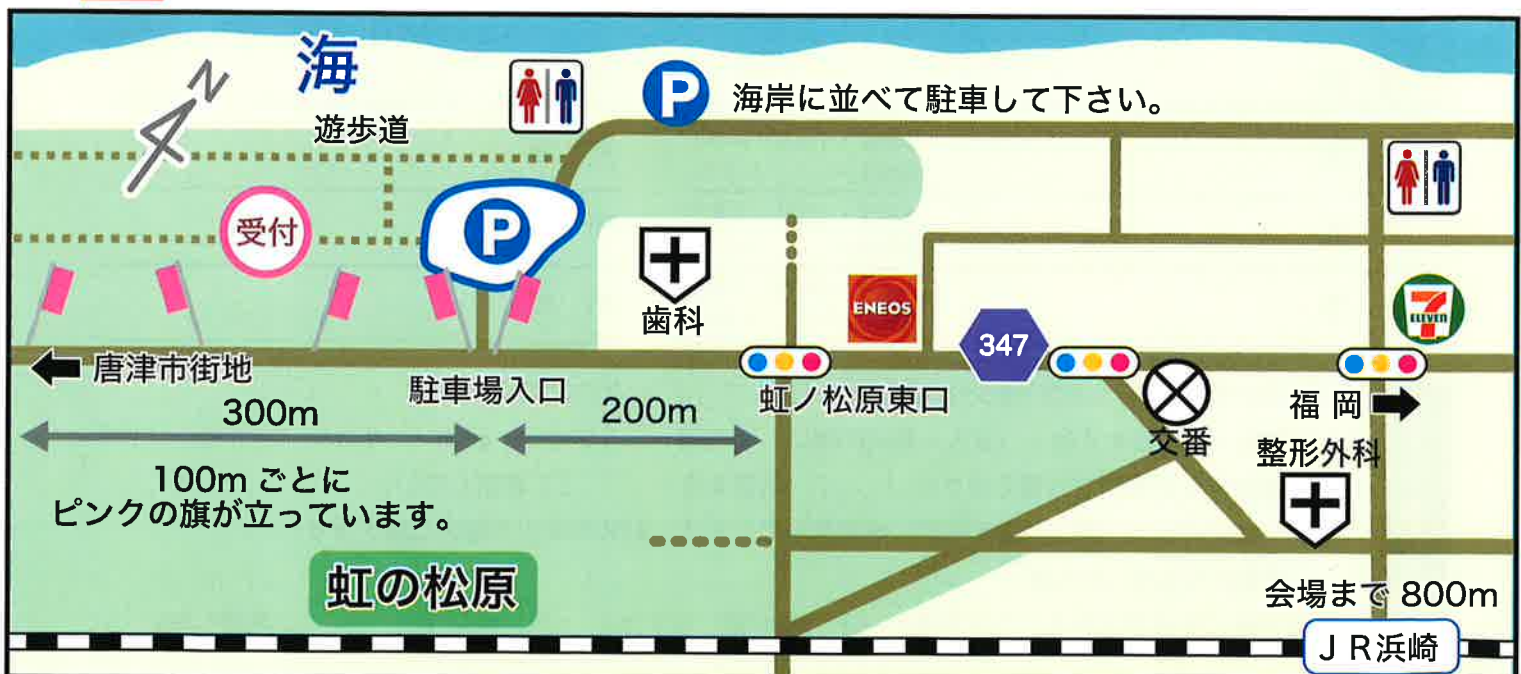 海
N
P
海岸に並べて駐車して下さい。
遊歩道
受付
P
歯科
ENEOS
347
7
ELEVEN
唐津市街地
駐車場入口
虹ノ松原東口
福岡
300m
200m
交番
整形外科
100m ごとに
ピンクの旗が立っています。
虹の松原
会場まで 800m
JR浜崎